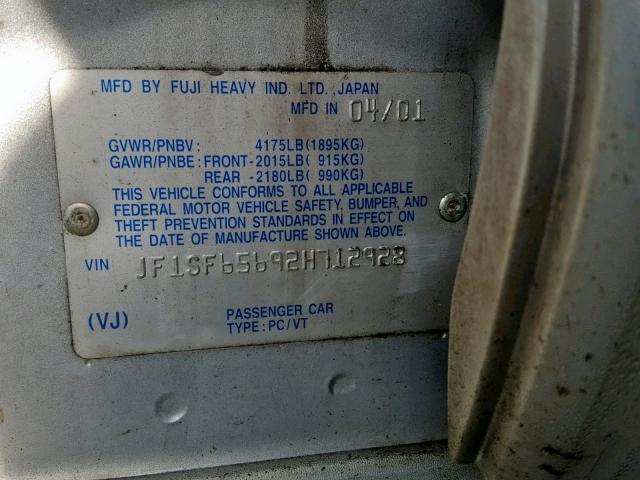 MFD BY FUJI HEAVY IND. LTD., JAPAN
MFD IN 04/01
GVWR/PNBV: 4175LB(1895KG)
GAWR/PNBE: FRONT-2015LB( 915KG)
REAR -2180LB( 990KG)
THIS VEHICLE CONFORMS TO ALL APPLICABLE
FEDERAL MOTOR VEHICLE SAFETY, BUMPER, AND
THEFT PREVENTION STANDARDS IN EFFECT ON
THE DATE OF MANUFACTURE SHOWN ABOVE.
VIN JF1SF65692H712928
(VJ) PASSENGER CAR
TYPE: PC/VT